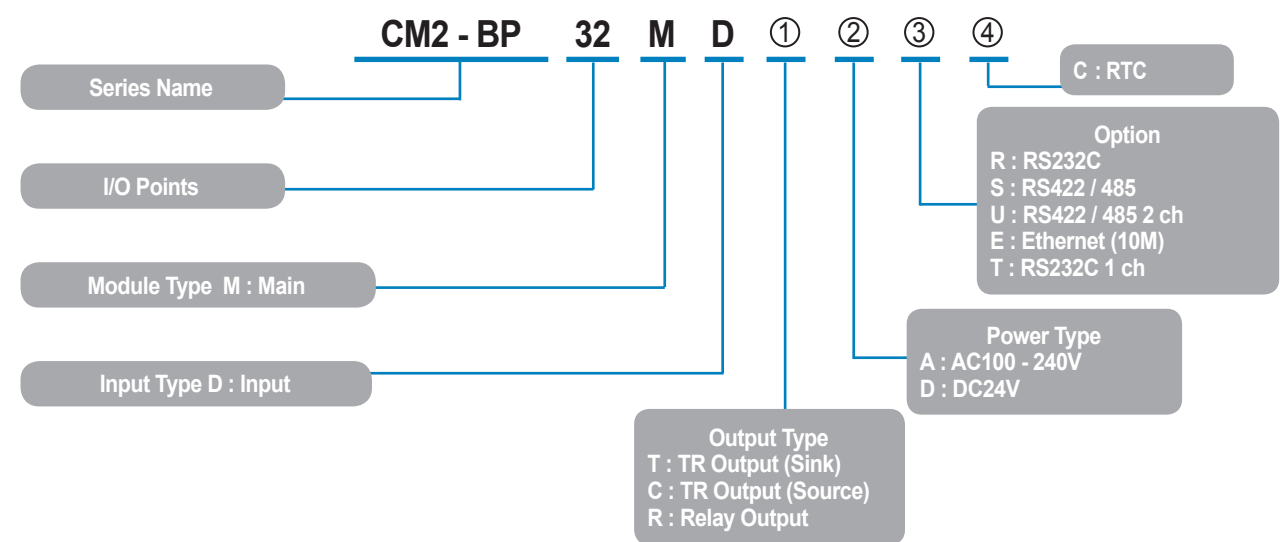 CM2 - BP 32 M D ① ② ③ ④
Series Name
C : RTC
I/O Points
Option
R : RS232C
S : RS422 / 485
U : RS422 / 485 2 ch
E : Ethernet (10M)
T : RS232C 1 ch
Module Type M : Main
Power Type
A : AC100 - 240V
D : DC24V
Input Type D : Input
Output Type
T : TR Output (Sink)
C : TR Output (Source)
R : Relay Output